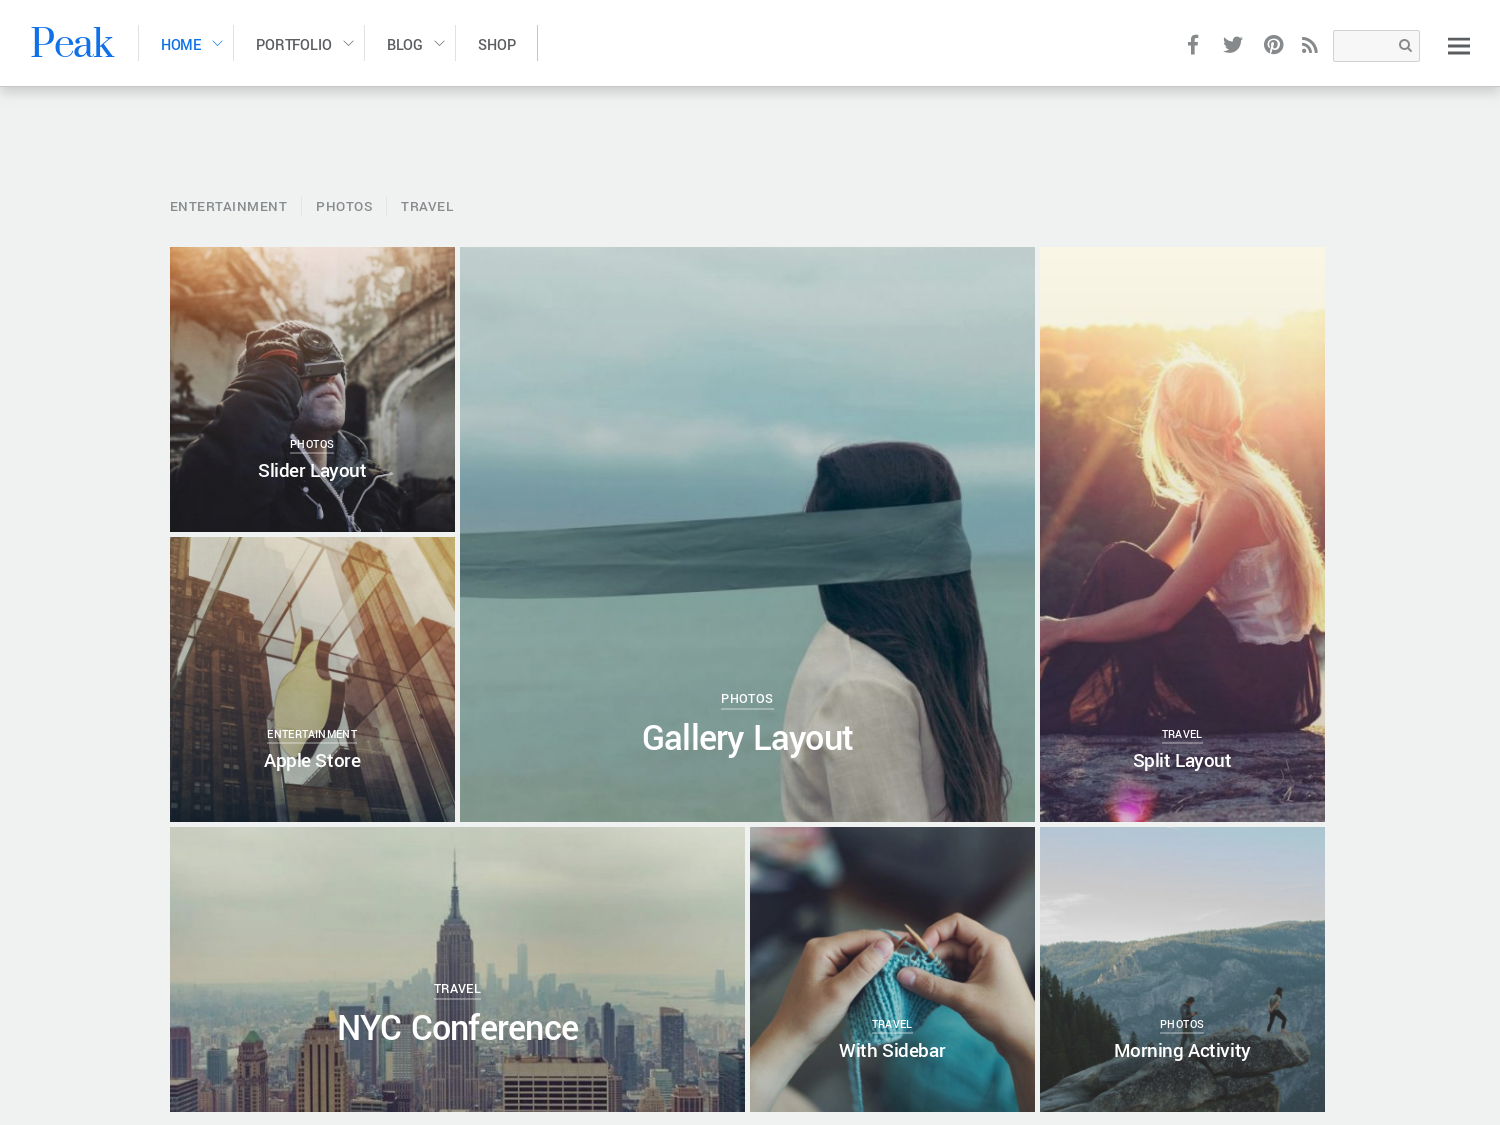 Peak
HOME
PORTFOLIO
BLOG
SHOP
ENTERTAINMENT
PHOTOS
TRAVEL
PHOTOS
Slider Layout
PHOTOS
Gallery Layout
TRAVEL
Split Layout
ENTERTAINMENT
Apple Store
TRAVEL
NYC Conference
TRAVEL
With Sidebar
PHOTOS
Morning Activity